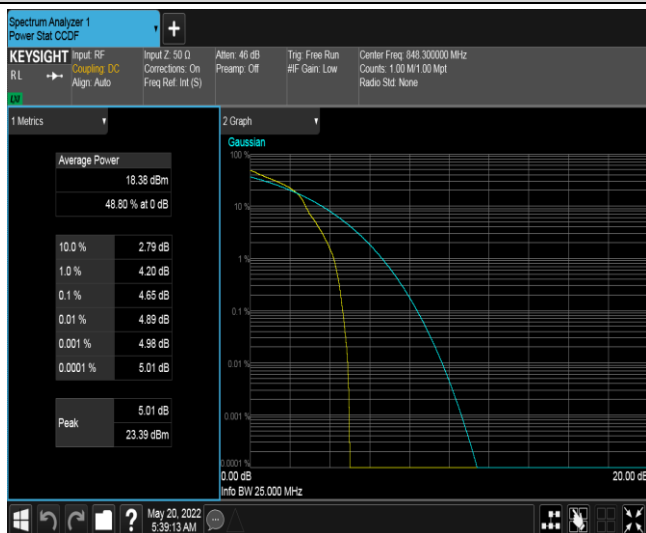 Spectrum Analyzer 1
Power Stat CCDF
+
KEYSIGHT
RL
LXI
Input: RF
Coupling: DC
Align: Auto
Input Z: 50 Ω
Corrections: On
Freq Ref: Int (S)
Atten: 46 dB
Preamp: Off
Trig: Free Run
#IF Gain: Low
Center Freq: 848.300000 MHz
Counts: 1.00 M/1.00 Mpt
Radio Std: None
1 Metrics
Average Power
18.38 dBm
48.80 % at 0 dB
10.0 % 2.79 dB
1.0 % 4.20 dB
0.1 % 4.65 dB
0.01 % 4.89 dB
0.001 % 4.98 dB
0.0001 % 5.01 dB
Peak
5.01 dB
23.39 dBm
2 Graph
Gaussian
100 %
10 %
1 %
0.1 %
0.01 %
0.001 %
0.0001 %
0.00 dB
20.00 dB
Info BW 25.000 MHz
?
May 20, 2022
5:39:13 AM